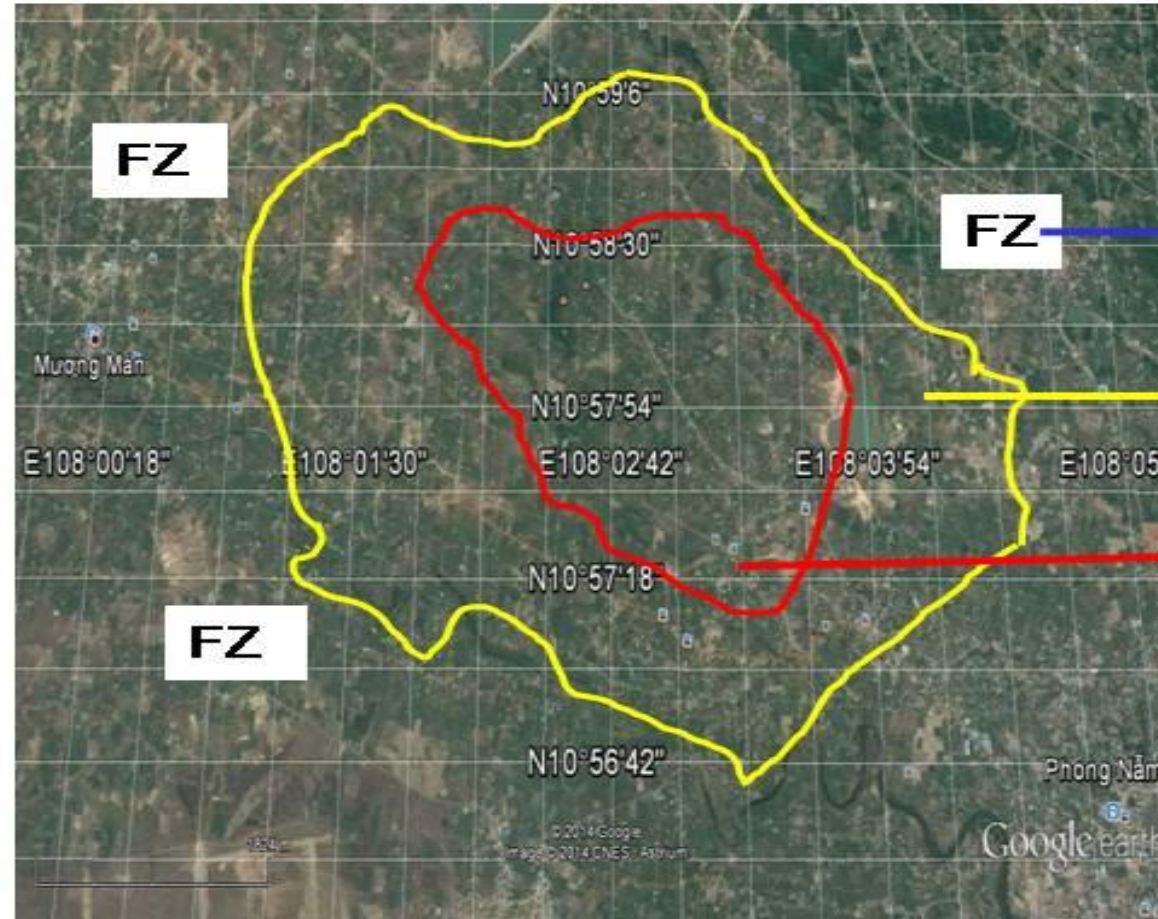 N10°59'6"
FZ
FZ
N10°58'30"
Mương Mán
N10°57'54"
E108°00'18"
E108°01'30"
E108°02'42"
E108°03'54"
E108°05
N10°57'18"
FZ
N10°56'42"
Phong Nẫm
© 2014 Google
Image © 2014 CNES / Astrium
Google earth